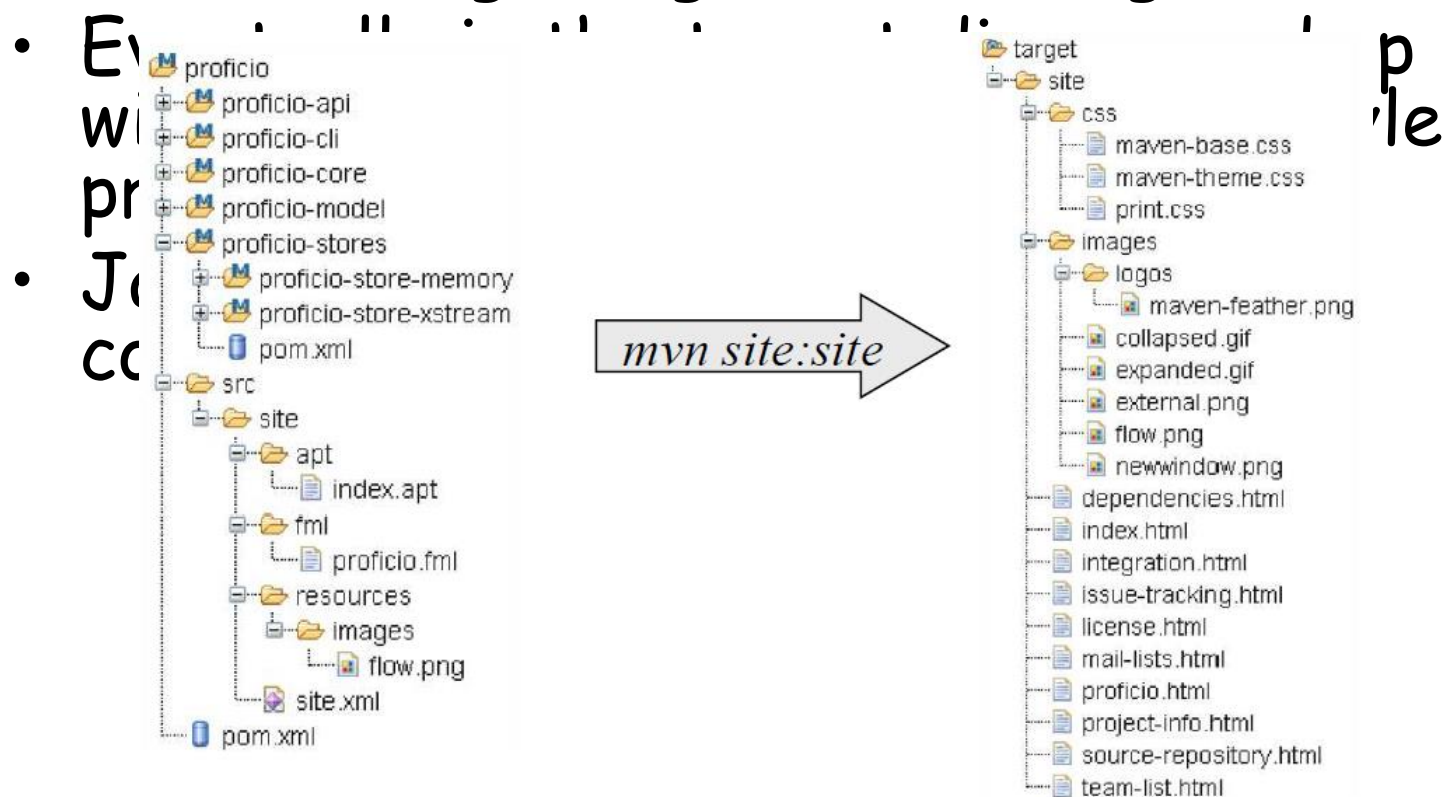 proficio
proficio-api
proficio-cli
proficio-core
proficio-model
proficio-stores
proficio-store-memory
proficio-store-xstream
pom.xml
src
site
apt
index.apt
fml
proficio.fml
resources
images
flow.png
site.xml
pom.xml
mvn site:site
target
site
css
maven-base.css
maven-theme.css
print.css
images
logos
maven-feather.png
collapsed.gif
expanded.gif
external.png
flow.png
newwindow.png
dependencies.html
index.html
integration.html
issue-tracking.html
license.html
mail-lists.html
proficio.html
project-info.html
source-repository.html
team-list.html